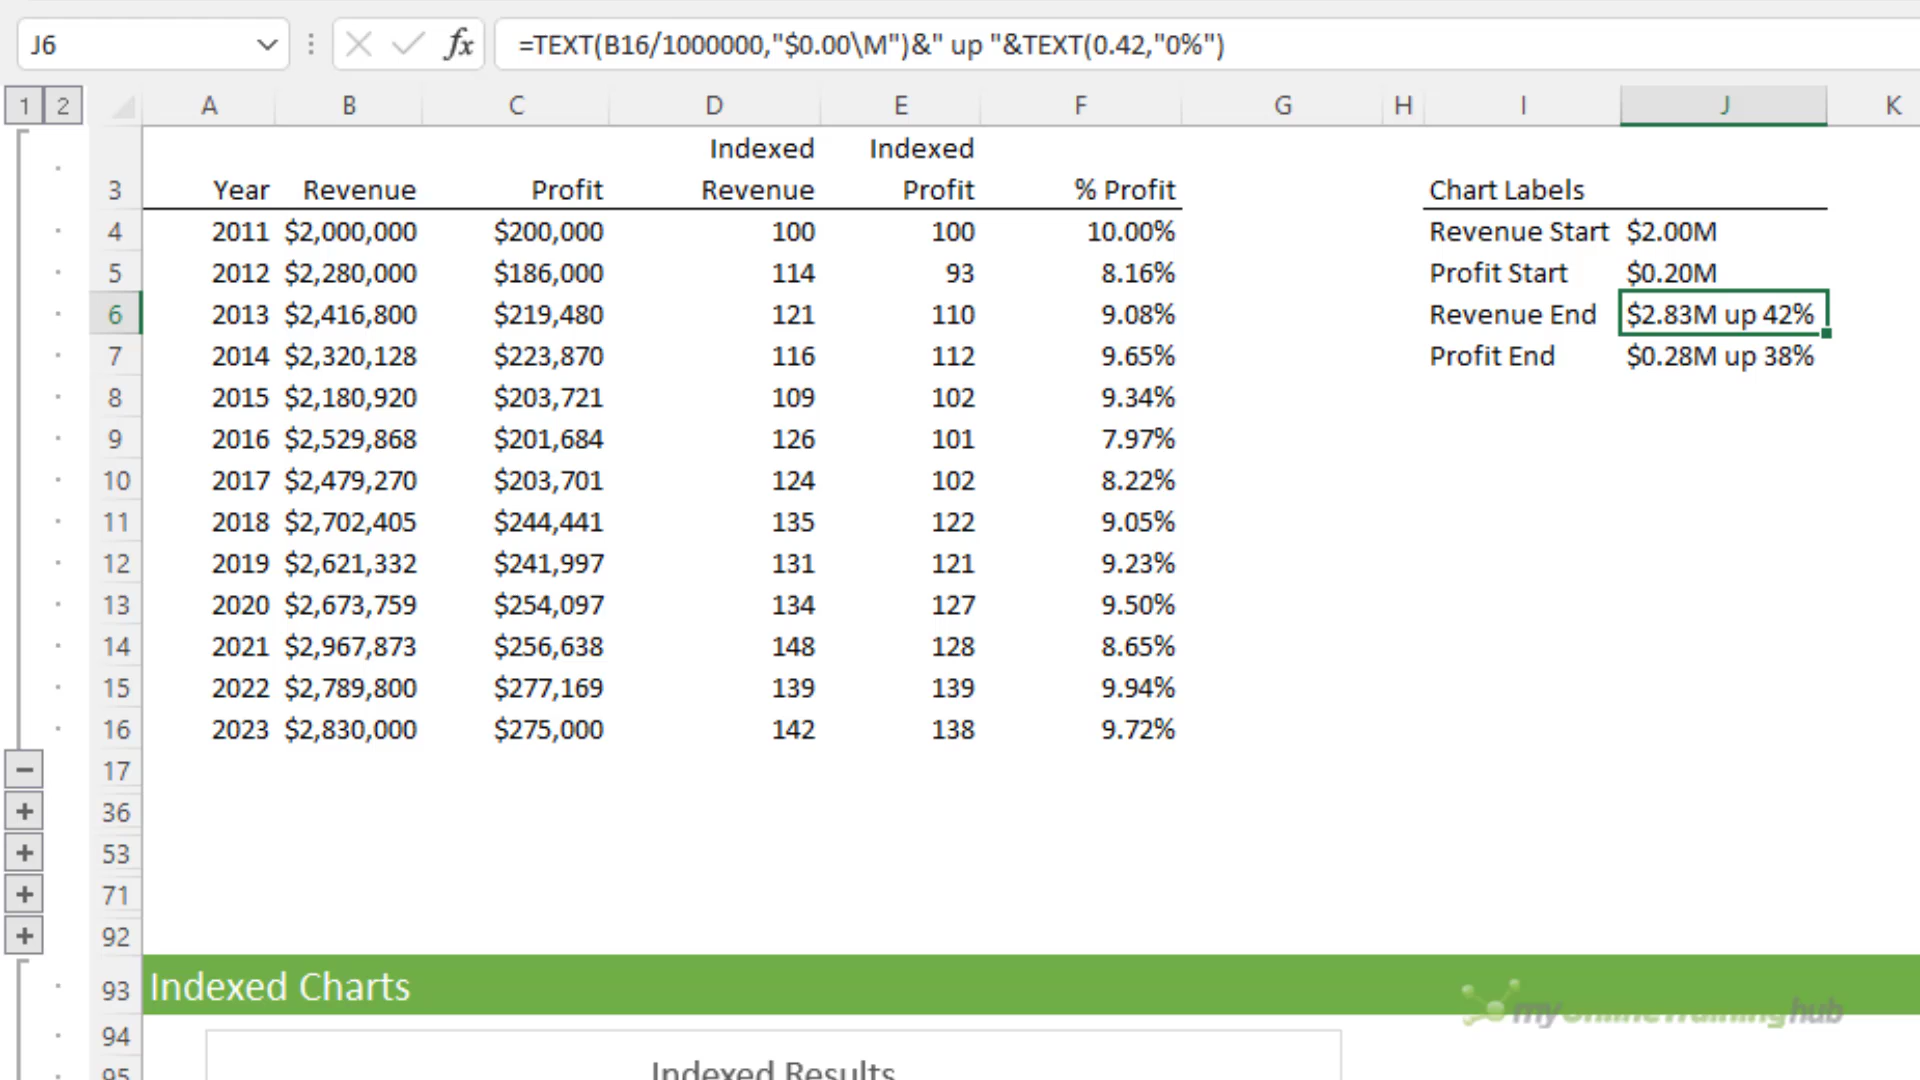 J6 fx =TEXT(B16/1000000,"$0.00\M")&" up "&TEXT(0.42,"0%")
1 2 A B C D E F G H I J K
Indexed Indexed
3 Year Revenue Profit Revenue Profit % Profit Chart Labels
4 2011 $2,000,000 $200,000 100 100 10.00% Revenue Start $2.00M
5 2012 $2,280,000 $186,000 114 93 8.16% Profit Start $0.20M
6 2013 $2,416,800 $219,480 121 110 9.08% Revenue End $2.83M up 42%
7 2014 $2,320,128 $223,870 116 112 9.65% Profit End $0.28M up 38%
8 2015 $2,180,920 $203,721 109 102 9.34%
9 2016 $2,529,868 $201,684 126 101 7.97%
10 2017 $2,479,270 $203,701 124 102 8.22%
11 2018 $2,702,405 $244,441 135 122 9.05%
12 2019 $2,621,332 $241,997 131 121 9.23%
13 2020 $2,673,759 $254,097 134 127 9.50%
14 2021 $2,967,873 $256,638 148 128 8.65%
15 2022 $2,789,800 $277,169 139 139 9.94%
16 2023 $2,830,000 $275,000 142 138 9.72%
17
36
53
71
92
93 Indexed Charts
myonlinetraininghub
94
95 Indexed Results